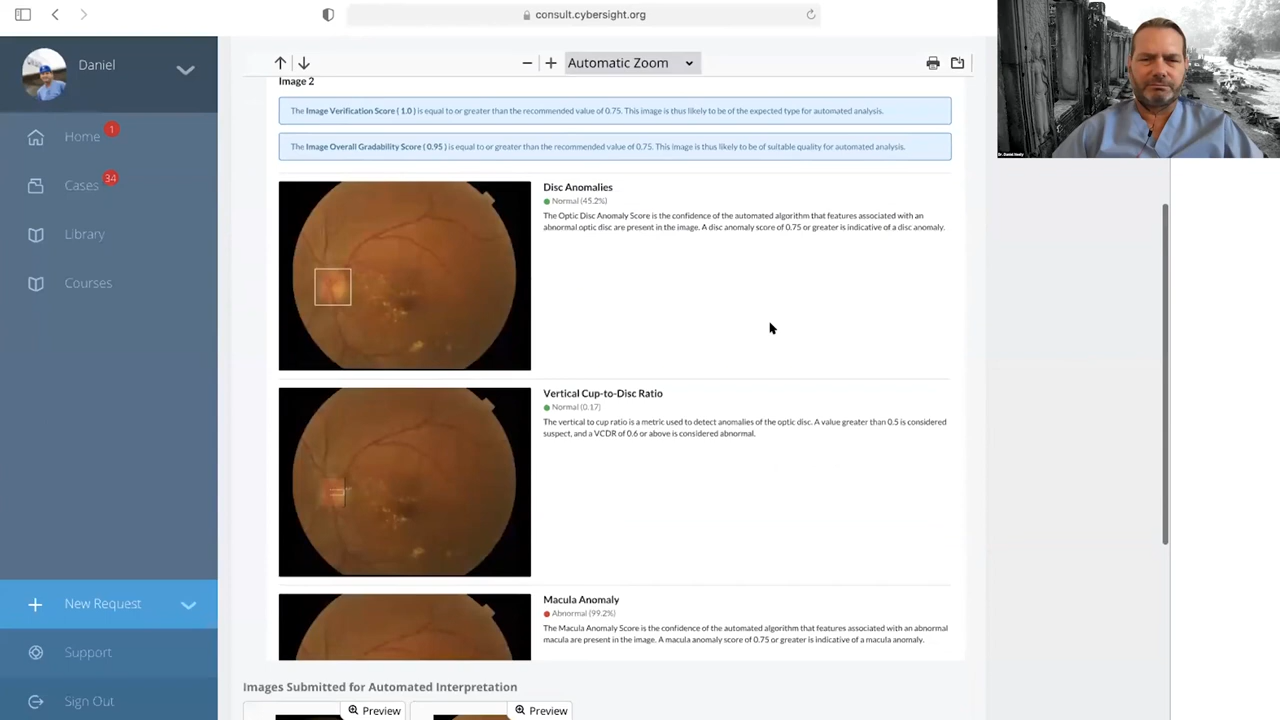 consult.cybersight.org
Daniel
Home 1
Cases 34
Library
Courses
New Request
Support
Sign Out
Automatic Zoom
Image 2
The Image Verification Score ( 1.0 ) is equal to or greater than the recommended value of 0.75. This image is thus likely to be of the expected type for automated analysis.
The Image Overall Gradability Score ( 0.95 ) is equal to or greater than the recommended value of 0.75. This image is thus likely to be of suitable quality for automated analysis.
Disc Anomalies
Normal (45.2%)
The Optic Disc Anomaly Score is the confidence of the automated algorithm that features associated with an
abnormal optic disc are present in the image. A disc anomaly score of 0.75 or greater is indicative of a disc anomaly.
Vertical Cup-to-Disc Ratio
Normal (0.17)
The vertical to cup ratio is a metric used to detect anomalies of the optic disc. A value greater than 0.5 is considered
suspect, and a VCDR of 0.6 or above is considered abnormal.
Macula Anomaly
Abnormal (99.2%)
The Macula Anomaly Score is the confidence of the automated algorithm that features associated with an abnormal
macula are present in the image. A macula anomaly score of 0.75 or greater is indicative of a macula anomaly.
Images Submitted for Automated Interpretation
Preview
Preview